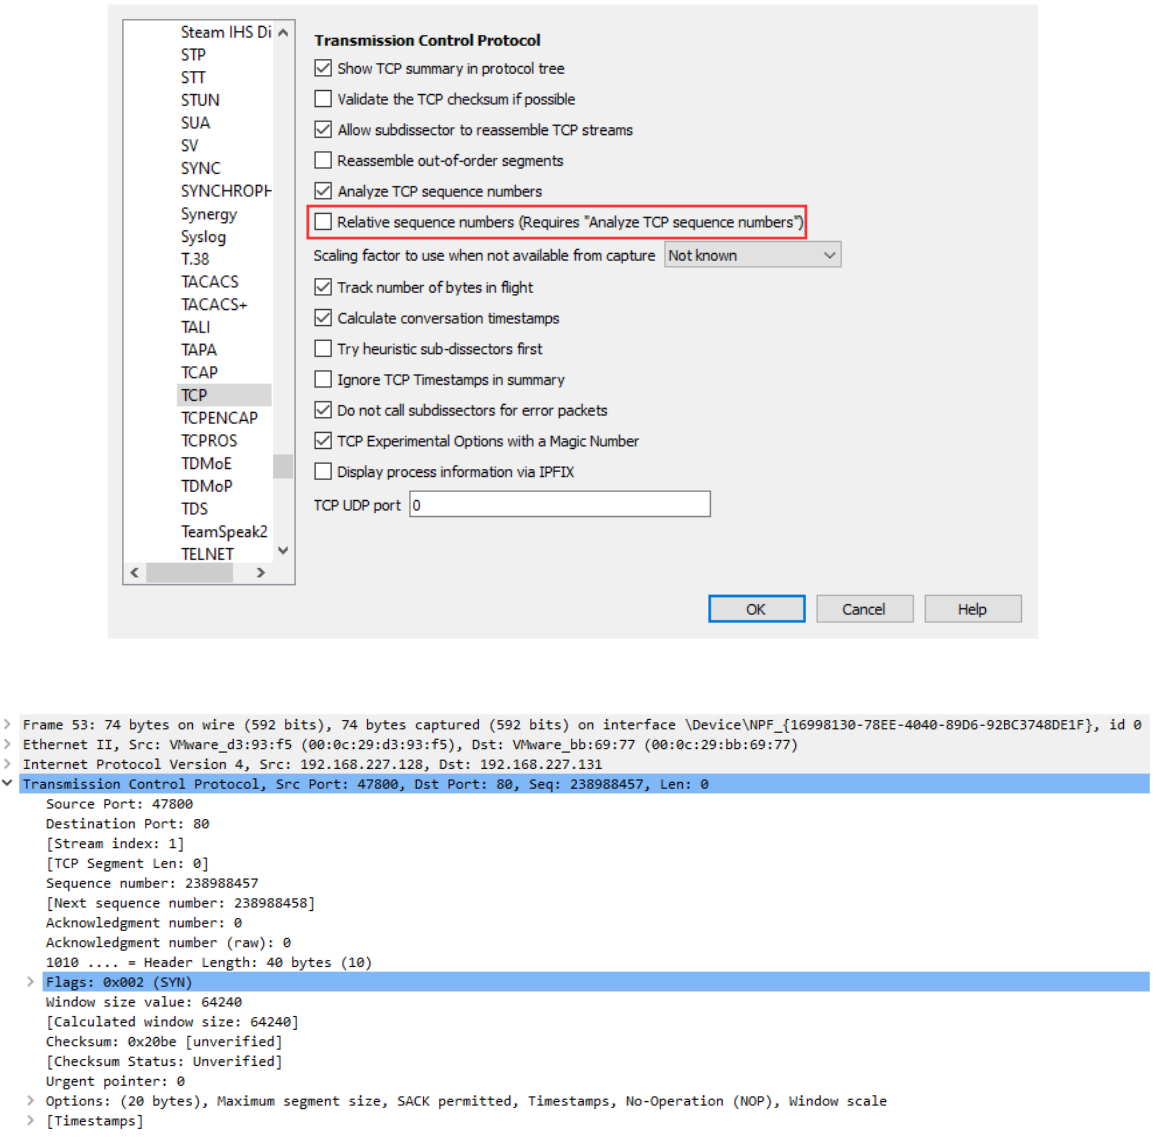 Steam IHS Di
STP
STT
STUN
SUA
SV
SYNC
SYNCHROPH
Synergy
Syslog
T.38
TACACS
TACACS+
TALI
TAPA
TCAP
TCP
TCPENCAP
TCPROS
TDMoE
TDMoP
TDS
TeamSpeak2
TELNET
Transmission Control Protocol
Show TCP summary in protocol tree
Validate the TCP checksum if possible
Allow subdissector to reassemble TCP streams
Reassemble out-of-order segments
Analyze TCP sequence numbers
Relative sequence numbers (Requires "Analyze TCP sequence numbers")
Scaling factor to use when not available from capture Not known
Track number of bytes in flight
Calculate conversation timestamps
Try heuristic sub-dissectors first
Ignore TCP Timestamps in summary
Do not call subdissectors for error packets
TCP Experimental Options with a Magic Number
Display process information via IPFIX
TCP UDP port 0
OK Cancel Help
Frame 53: 74 bytes on wire (592 bits), 74 bytes captured (592 bits) on interface \Device\NPF_{16998130-78EE-4040-89D6-92BC3748DE1F}, id 0
Ethernet II, Src: VMware_d3:93:f5 (00:0c:29:d3:93:f5), Dst: VMware_bb:69:77 (00:0c:29:bb:69:77)
Internet Protocol Version 4, Src: 192.168.227.128, Dst: 192.168.227.131
Transmission Control Protocol, Src Port: 47800, Dst Port: 80, Seq: 238988457, Len: 0
Source Port: 47800
Destination Port: 80
[Stream index: 1]
[TCP Segment Len: 0]
Sequence number: 238988457
[Next sequence number: 238988458]
Acknowledgment number: 0
Acknowledgment number (raw): 0
1010 .... = Header Length: 40 bytes (10)
Flags: 0x002 (SYN)
Window size value: 64240
[Calculated window size: 64240]
Checksum: 0x20be [unverified]
[Checksum Status: Unverified]
Urgent pointer: 0
Options: (20 bytes), Maximum segment size, SACK permitted, Timestamps, No-Operation (NOP), Window scale
[Timestamps]